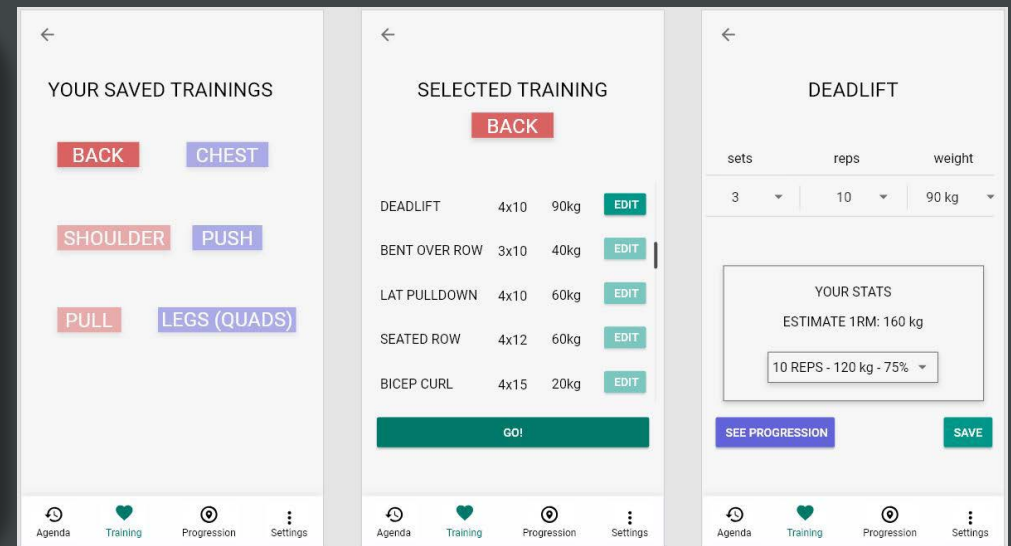 YOUR SAVED TRAININGS
BACK CHEST
SHOULDER PUSH
PULL LEGS (QUADS)
Agenda Training Progression Settings
SELECTED TRAINING
BACK
DEADLIFT 4x10 90kg EDIT
BENT OVER ROW 3x10 40kg EDIT
LAT PULLDOWN 4x10 60kg EDIT
SEATED ROW 4x12 60kg EDIT
BICEP CURL 4x15 20kg EDIT
GO!
Agenda Training Progression Settings
DEADLIFT
sets reps weight
3 10 90 kg
YOUR STATS
ESTIMATE 1RM: 160 kg
10 REPS - 120 kg - 75%
SEE PROGRESSION SAVE
Agenda Training Progression Settings